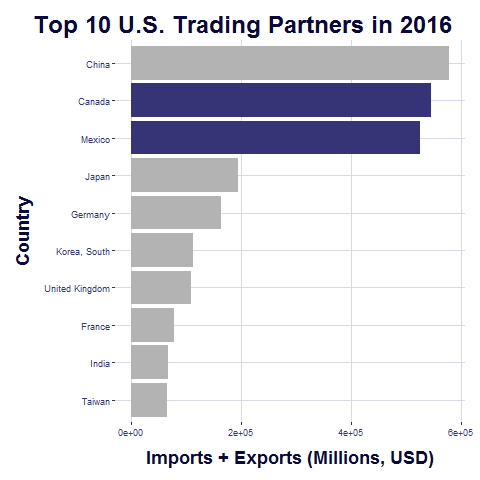 Top 10 U.S. Trading Partners in 2016
Country
China
Canada
Mexico
Japan
Germany
Korea, South
United Kingdom
France
India
Taiwan
0e+00 2e+05 4e+05 6e+05
Imports + Exports (Millions, USD)